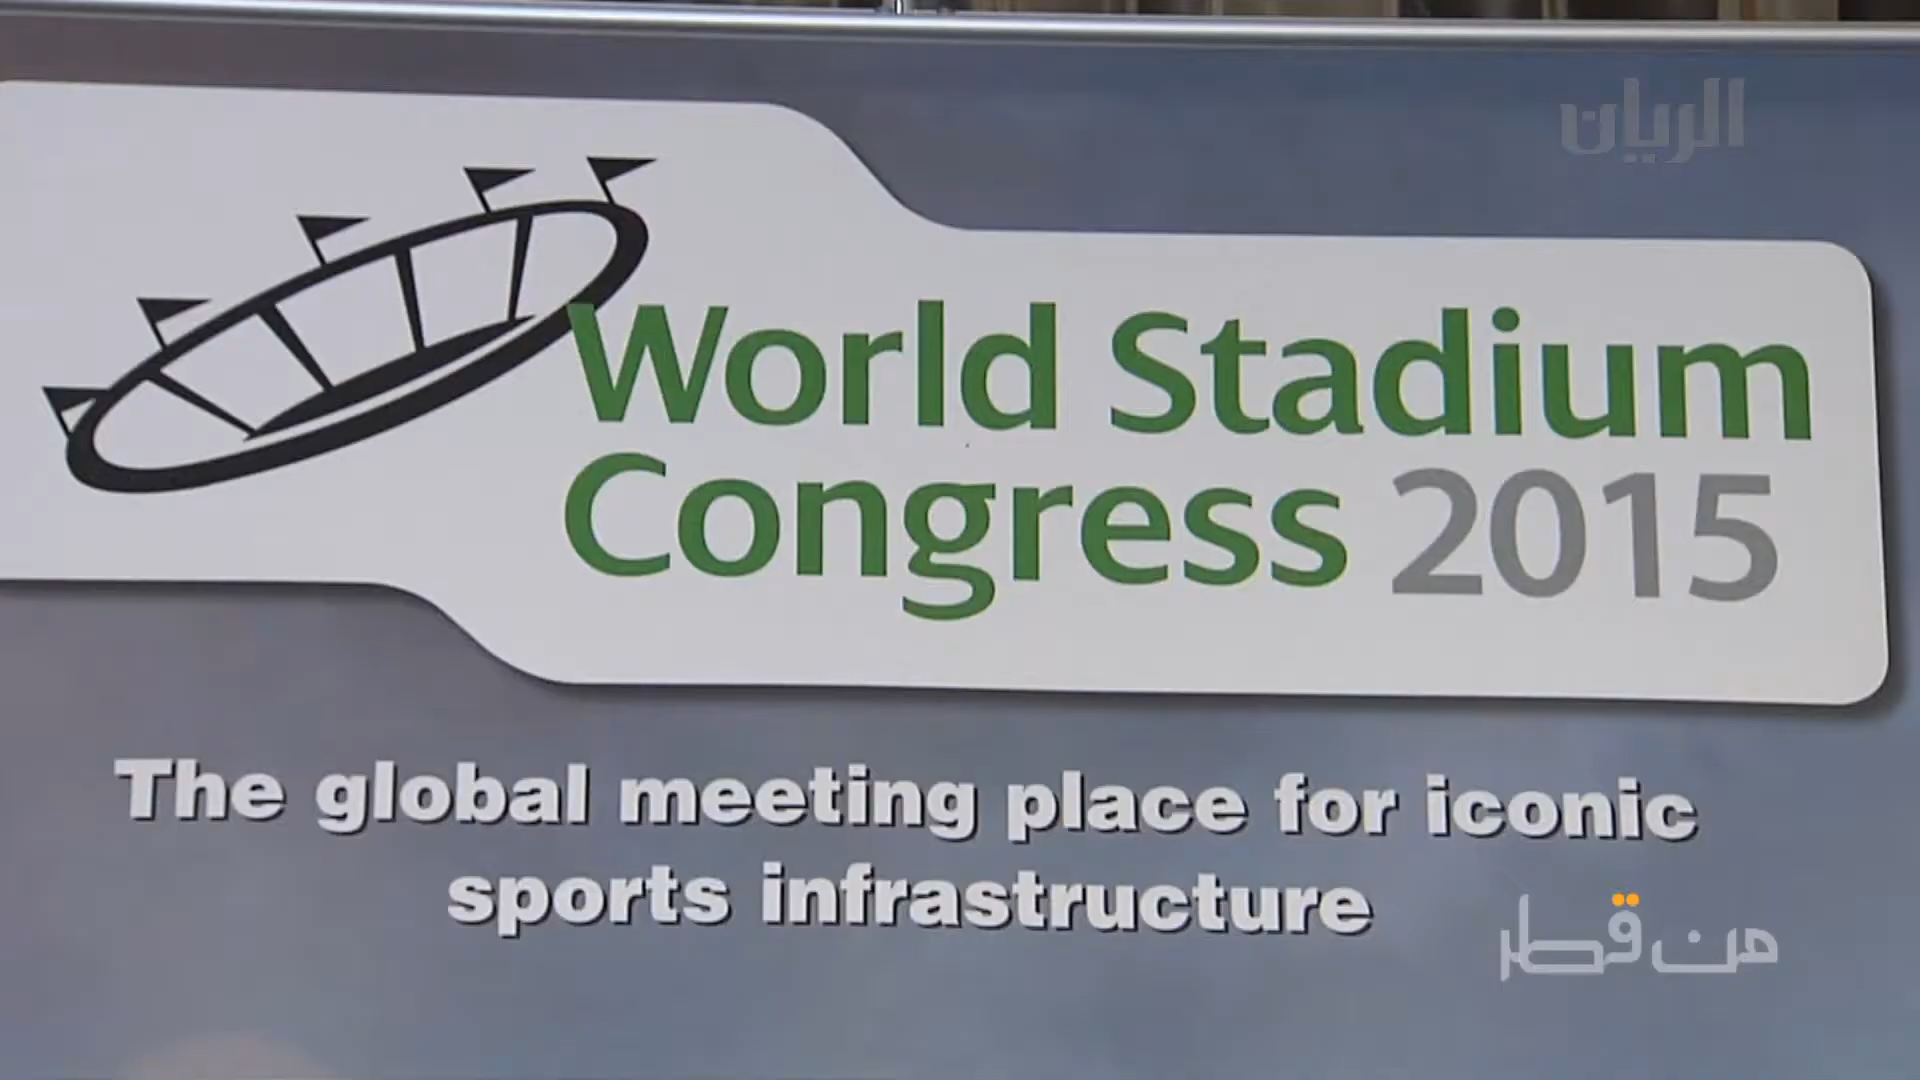 الريان
World Stadium
Congress 2015
The global meeting place for iconic
sports infrastructure
من قطر